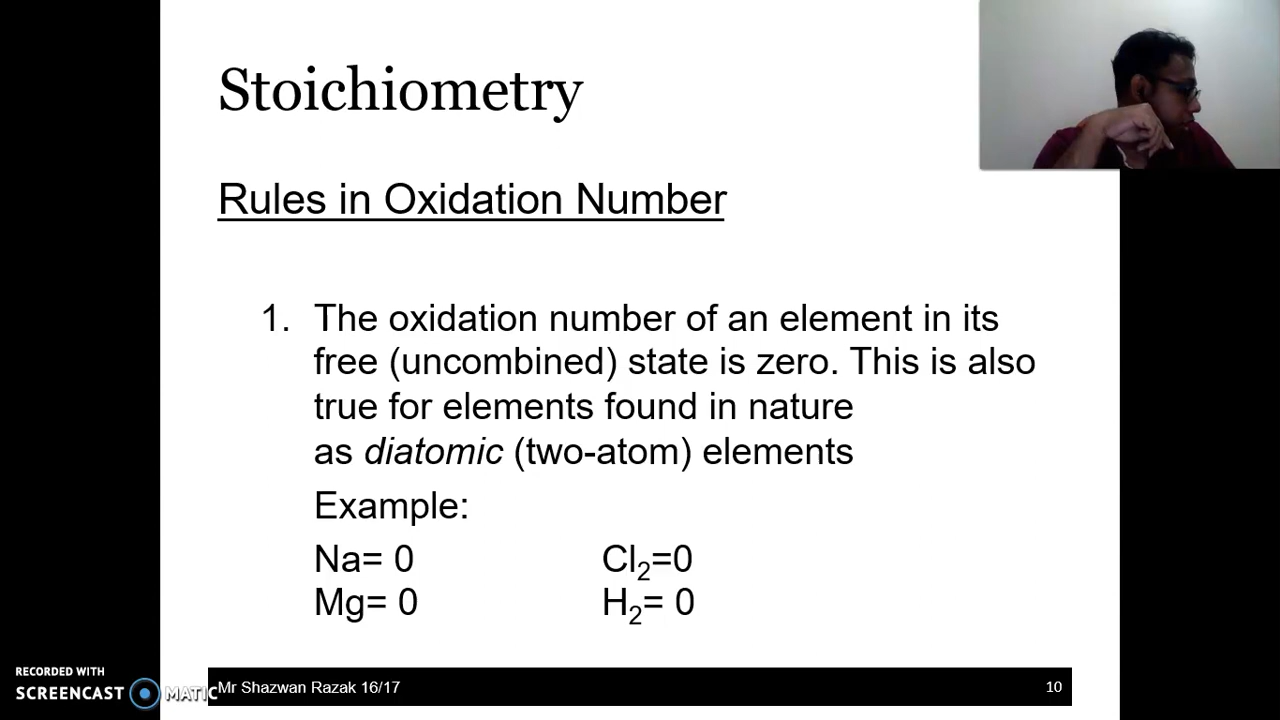 Stoichiometry
Rules in Oxidation Number
1. The oxidation number of an element in its
free (uncombined) state is zero. This is also
true for elements found in nature
as diatomic (two-atom) elements
Example:
Na= 0 Cl₂=0
Mg= 0 H₂= 0
RECORDED WITH
SCREENCAST MATIC
Mr Shazwan Razak 16/17 10